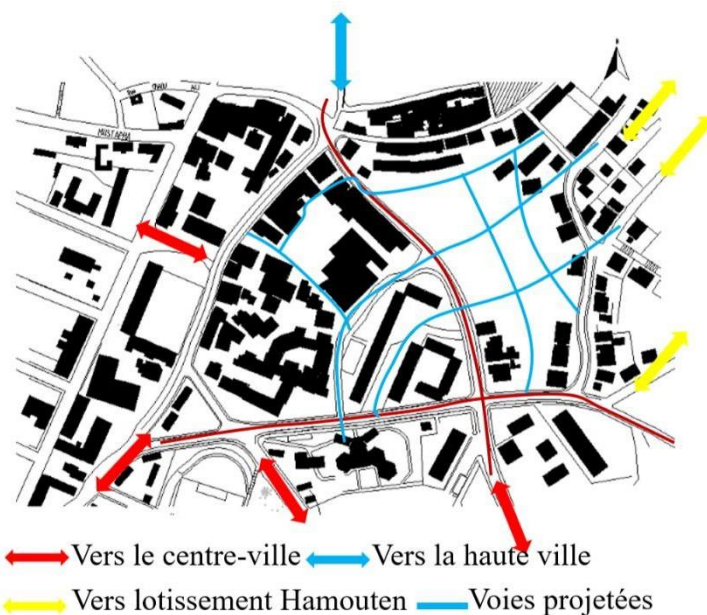 MUSTAPHA
Vers le centre-ville Vers la haute ville
Vers lotissement Hamouten Voies projetées